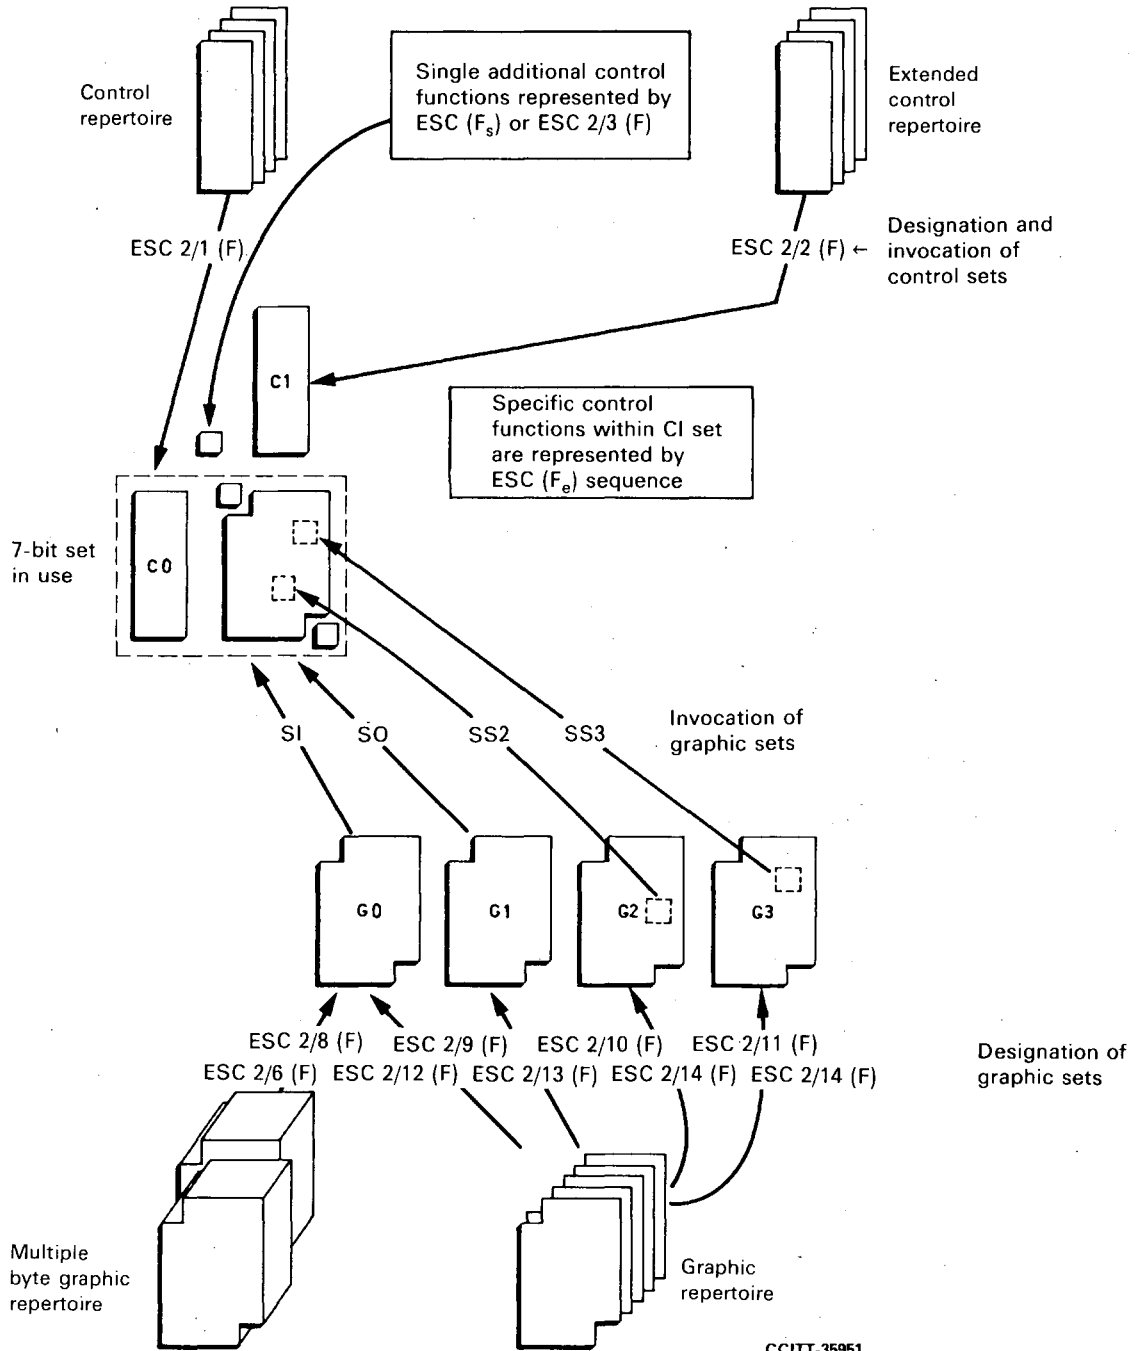 Control
repertoire
Single additional control
functions represented by
ESC (Fs) or ESC 2/3 (F)
Extended
control
repertoire
ESC 2/1 (F)
ESC 2/2 (F) ←
Designation and
invocation of
control sets
C1
Specific control
functions within CI set
are represented by
ESC (Fe) sequence
7-bit set
in use
C0
SI
SO
SS2
SS3
Invocation of
graphic sets
G0
G1
G2
G3
ESC 2/8 (F)
ESC 2/9 (F)
ESC 2/10 (F)
ESC 2/11 (F)
ESC 2/6 (F)
ESC 2/12 (F)
ESC 2/13 (F)
ESC 2/14 (F)
ESC 2/14 (F)
Designation of
graphic sets
Multiple
byte graphic
repertoire
Graphic
repertoire
CCITT-35951